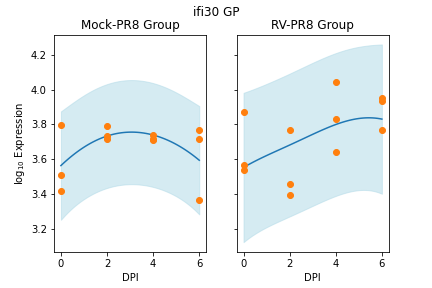 ifi30 GP
Mock-PR8 Group
RV-PR8 Group
log₁₀ Expression
4.2
4.0
3.8
3.6
3.4
3.2
0 2 4 6
0 2 4 6
DPI
DPI